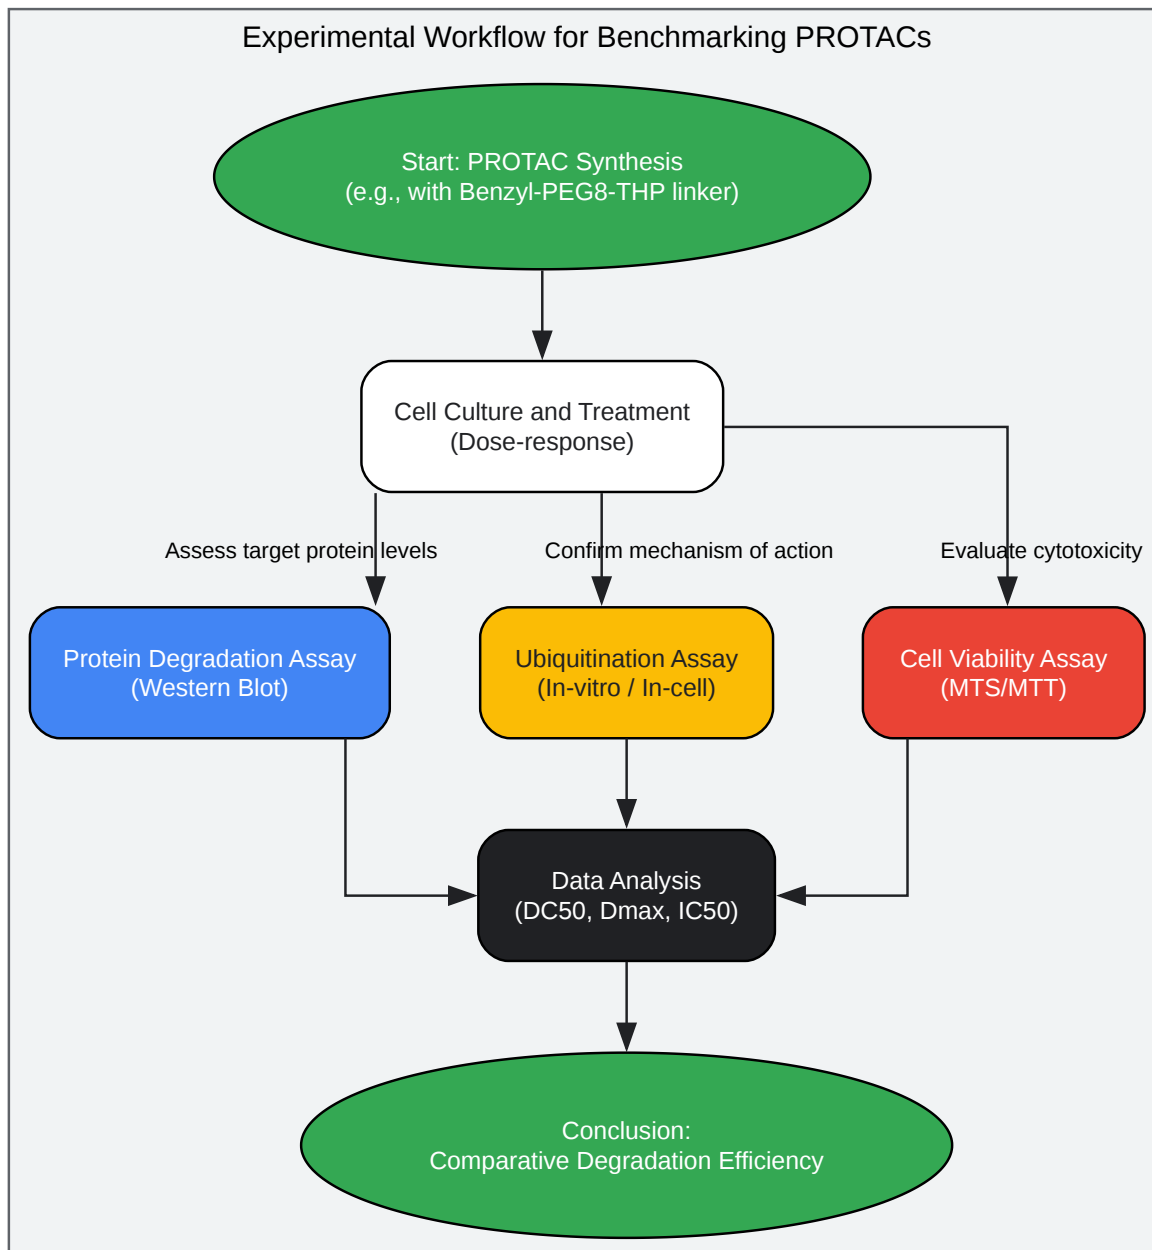 Experimental Workflow for Benchmarking PROTACs
Start: PROTAC Synthesis
(e.g., with Benzyl-PEG8-THP linker)
Cell Culture and Treatment
(Dose-response)
Assess target protein levels
Confirm mechanism of action
Evaluate cytotoxicity
Protein Degradation Assay
(Western Blot)
Ubiquitination Assay
(In-vitro / In-cell)
Cell Viability Assay
(MTS/MTT)
Data Analysis
(DC50, Dmax, IC50)
Conclusion:
Comparative Degradation Efficiency